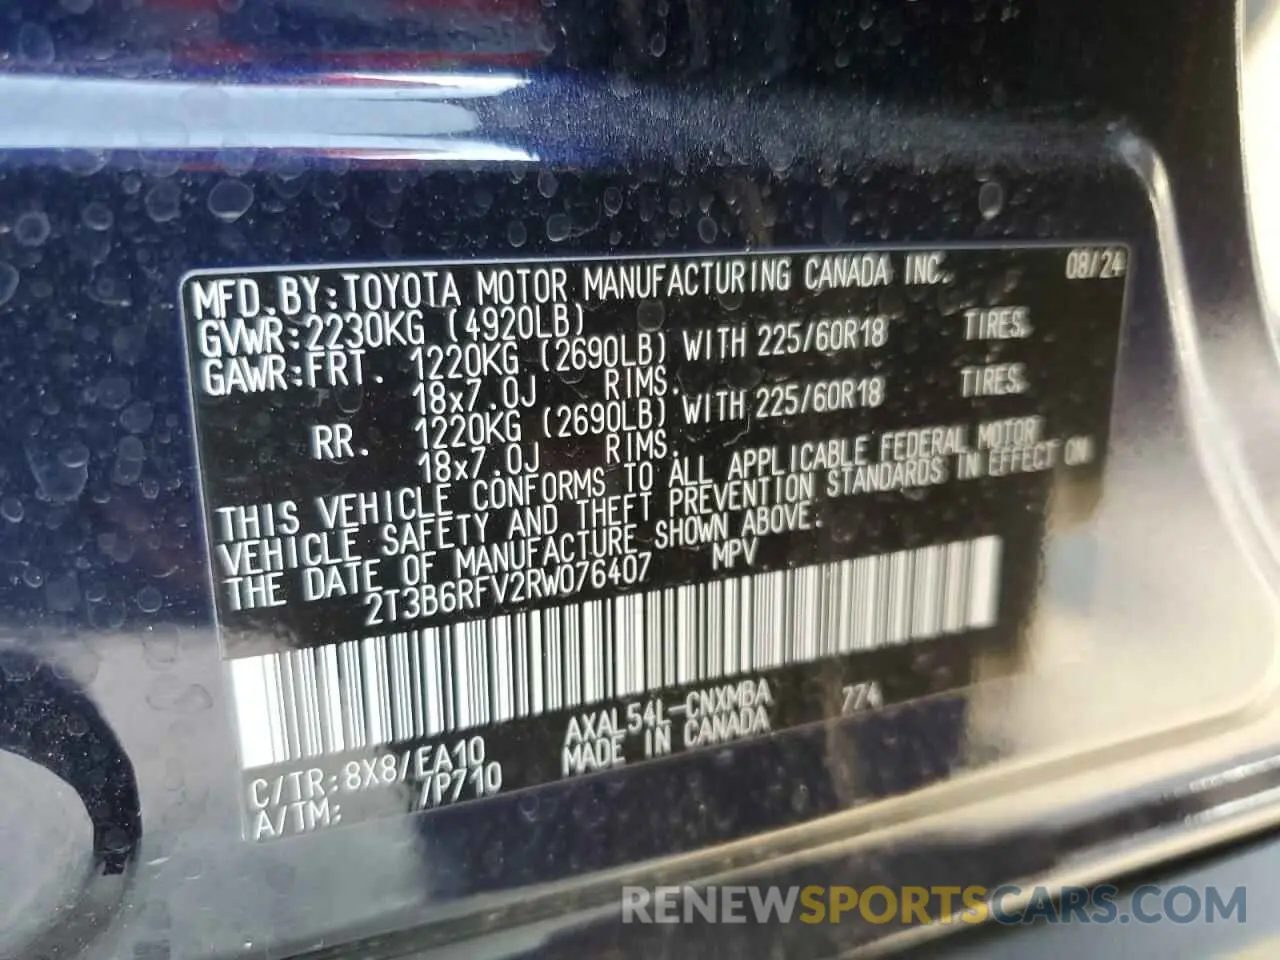 MFD. BY: TOYOTA MOTOR MANUFACTURING CANADA INC. 08/24
GVWR: 2230KG (4920LB)
GAWR: FRT. 1220KG (2690LB) WITH 225/60R18 TIRES.
18x7.0J RIMS.
RR. 1220KG (2690LB) WITH 225/60R18 TIRES.
18x7.0J RIMS.
THIS VEHICLE CONFORMS TO ALL APPLICABLE FEDERAL MOTOR
VEHICLE SAFETY AND THEFT PREVENTION STANDARDS IN EFFECT ON
THE DATE OF MANUFACTURE SHOWN ABOVE.
2T3B6RFV2RW076407 MPV
AXAL54L-CNXMBA 774
MADE IN CANADA
C/TR: 8X8/EA10
A/TM: /P710
RENEWSPORTSCARS.COM